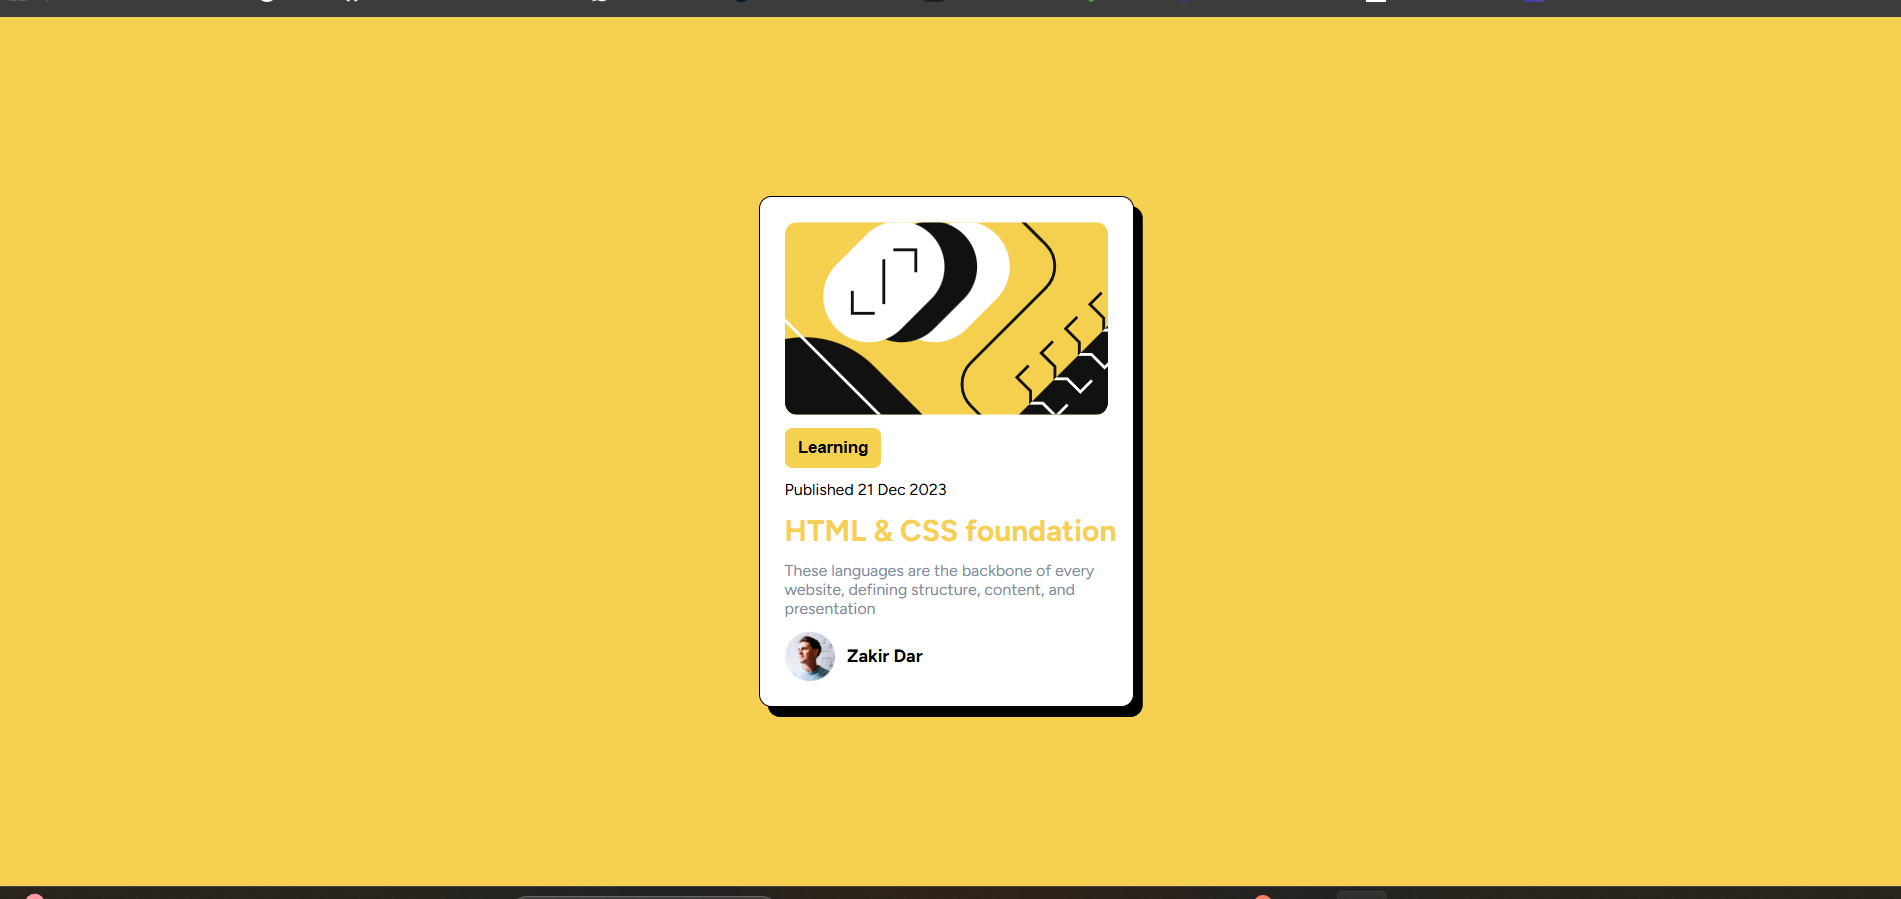 Learning
Published 21 Dec 2023
HTML & CSS foundation
These languages are the backbone of every
website, defining structure, content, and
presentation
Zakir Dar